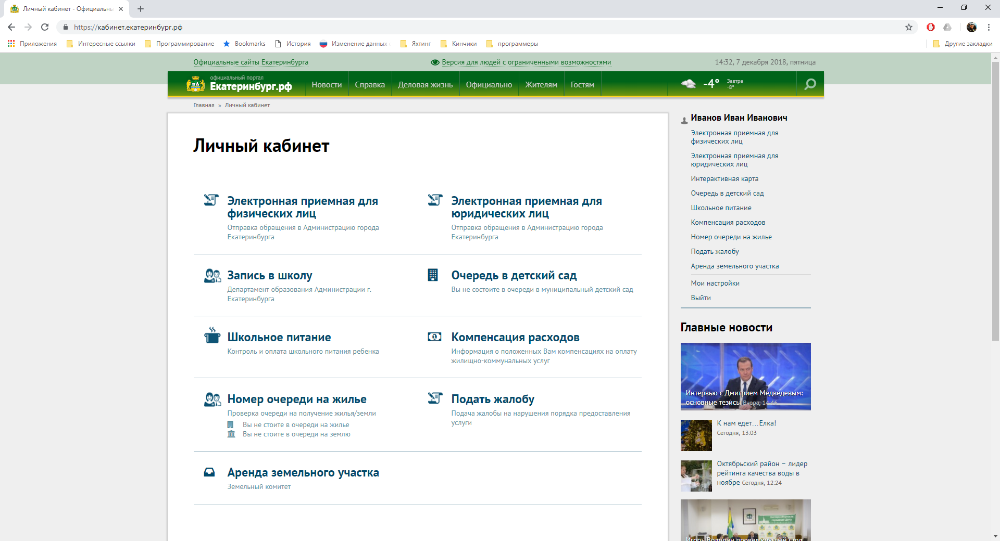 Личный кабинет - Официальнь
https://кабинет.екатеринбург.рф
Приложения
Интересные ссылки
Программирование
Bookmarks
История
Изменение данных
Яхтинг
Кинчики
программеры
Другие закладки
Официальные сайты Екатеринбурга
Версия для людей с ограниченными возможностями
14:32, 7 декабря 2018, пятница
официальный портал
Екатеринбург.рф
Новости
Справка
Деловая жизнь
Официально
Жителям
Гостям
-4°
Завтра
-8°
Главная » Личный кабинет
Личный кабинет
Электронная приемная для
физических лиц
Отправка обращения в Администрацию города
Екатеринбурга
Электронная приемная для
юридических лиц
Отправка обращения в Администрацию города
Екатеринбурга
Запись в школу
Департамент образования Администрации г.
Екатеринбурга
Очередь в детский сад
Вы не состоите в очереди в муниципальный детский сад
Школьное питание
Контроль и оплата школьного питания ребенка
Компенсация расходов
Информация о положенных Вам компенсациях на оплату
жилищно-коммунальных услуг
Номер очереди на жилье
Проверка очереди на получение жилья/земли
Вы не стоите в очереди на жилье
Вы не стоите в очереди на землю
Подать жалобу
Подача жалобы на нарушения порядка предоставления
услуги
Аренда земельного участка
Земельный комитет
Иванов Иван Иванович
Электронная приемная для
физических лиц
Электронная приемная для
юридических лиц
Интерактивная карта
Очередь в детский сад
Школьное питание
Компенсация расходов
Номер очереди на жилье
Подать жалобу
Аренда земельного участка
Мои настройки
Выйти
Главные новости
Интервью с Дмитрием Медведевым:
основные тезисы Вчера, 14:46
К нам едет...Елка!
Сегодня, 13:03
Октябрьский район – лидер
рейтинга качества воды в
ноябре Сегодня, 12:24
Екатеринбургская
городская Дума
Игорь Володин провел круглый стол